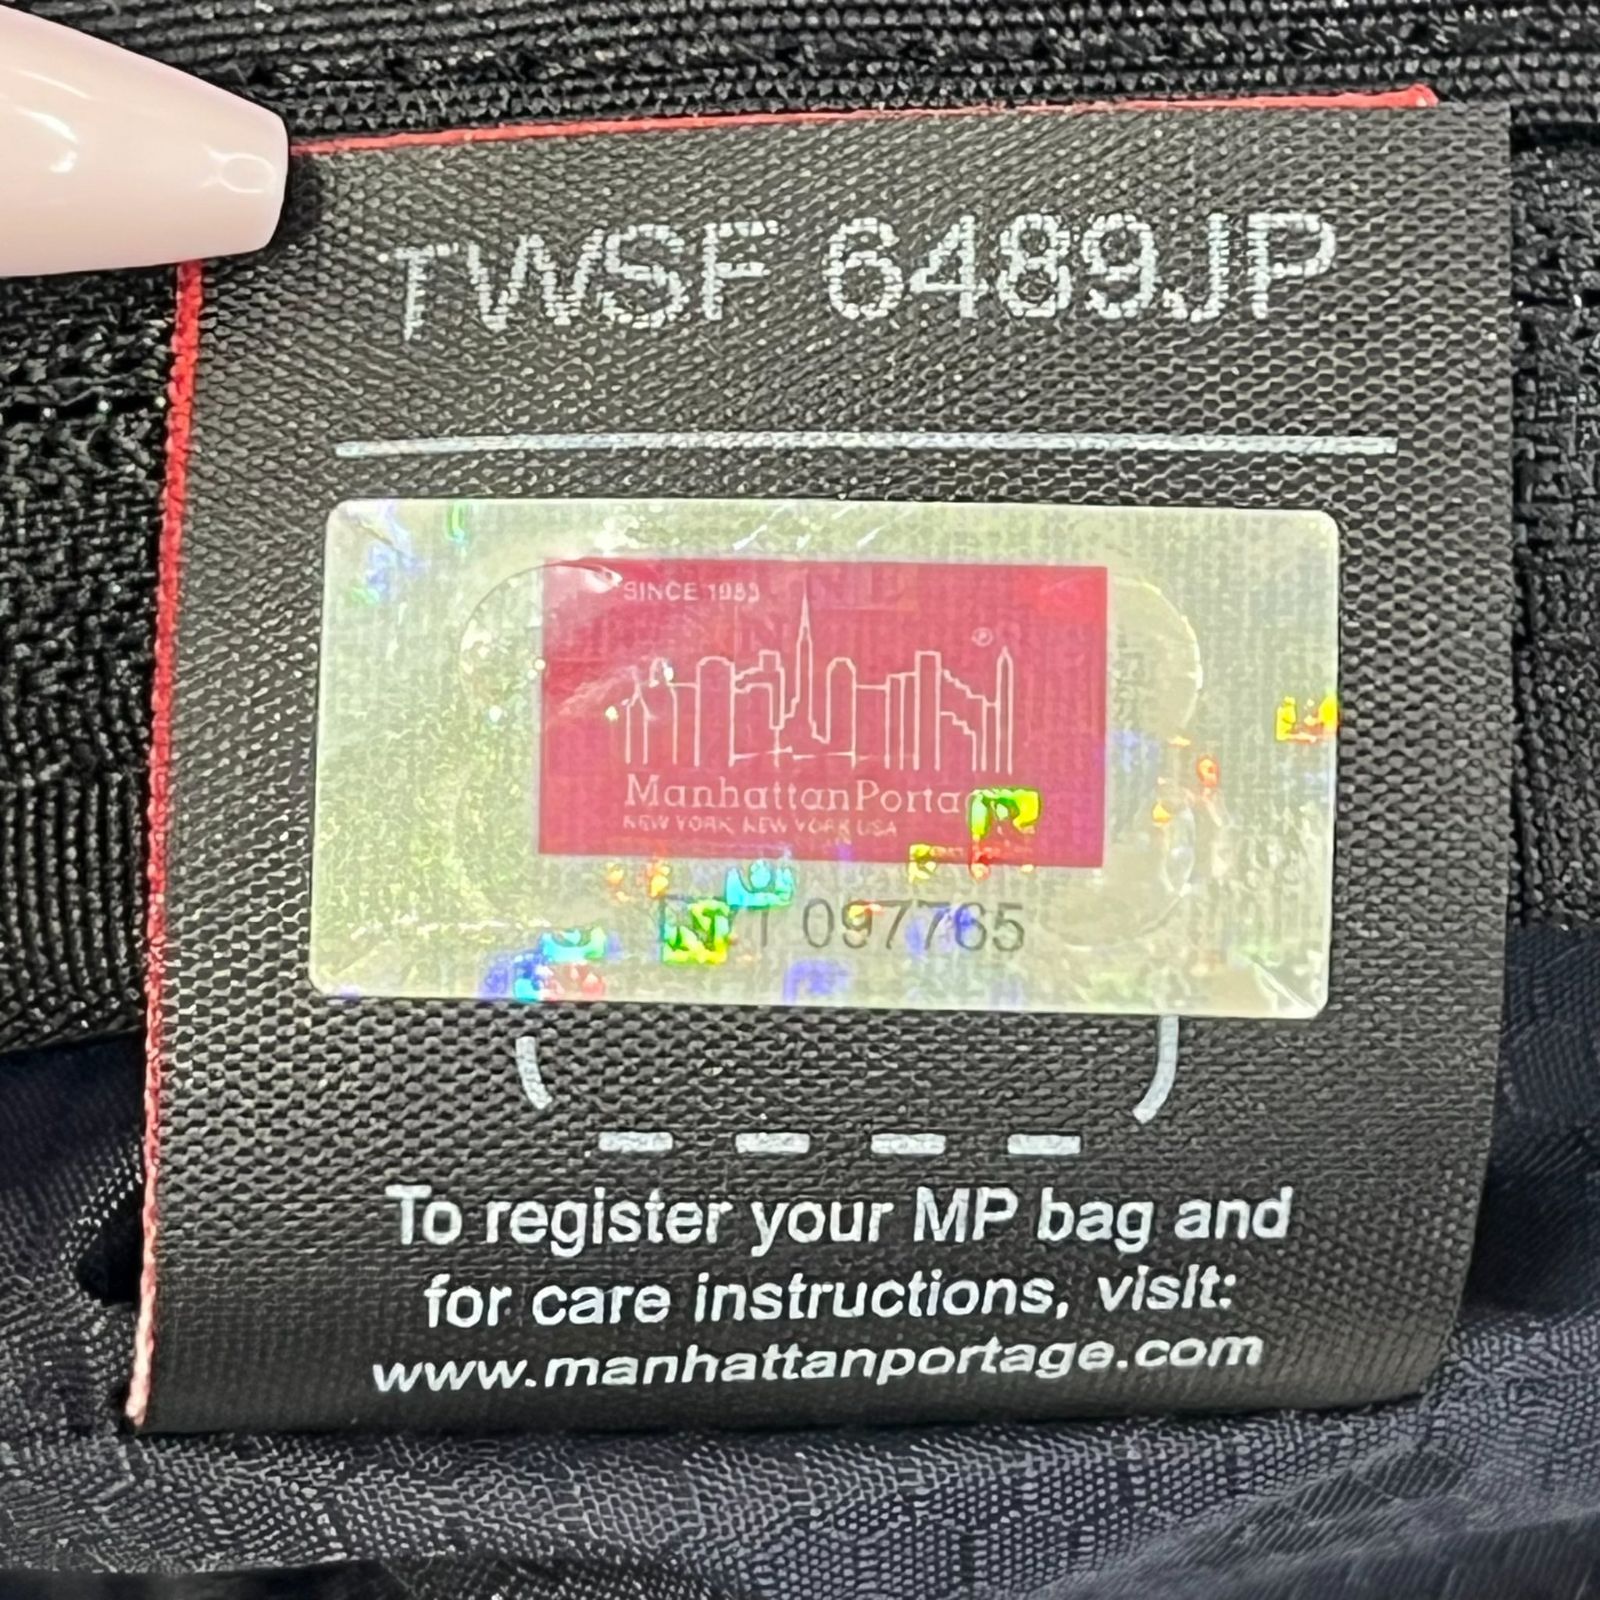 TWSF 6489JP
SINCE 1983
®
ManhattanPorta
NEW YORK, NEW YORK USA
097765
To register your MP bag and
for care instructions, visit:
www.manhattanportage.com